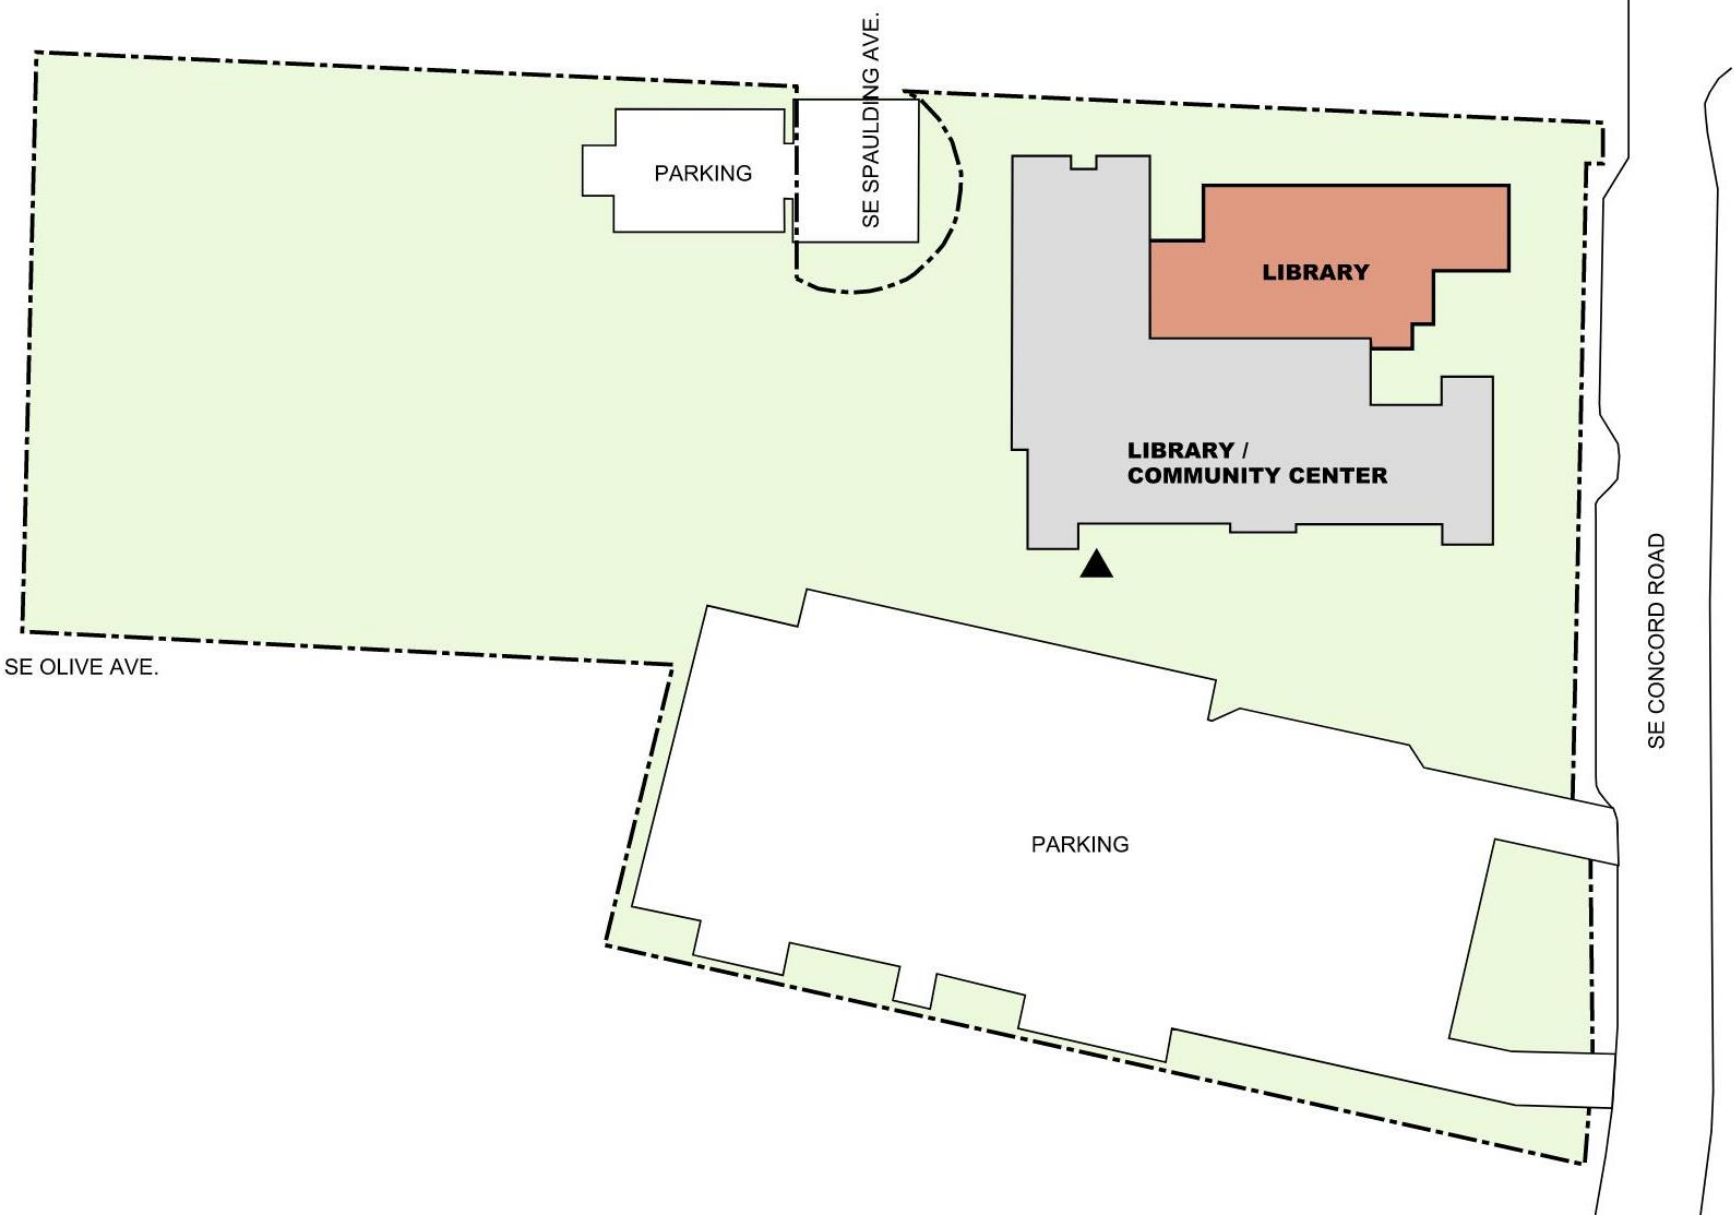 SE SPAULDING AVE.
PARKING
LIBRARY
LIBRARY /
COMMUNITY CENTER
SE CONCORD ROAD
SE OLIVE AVE.
PARKING